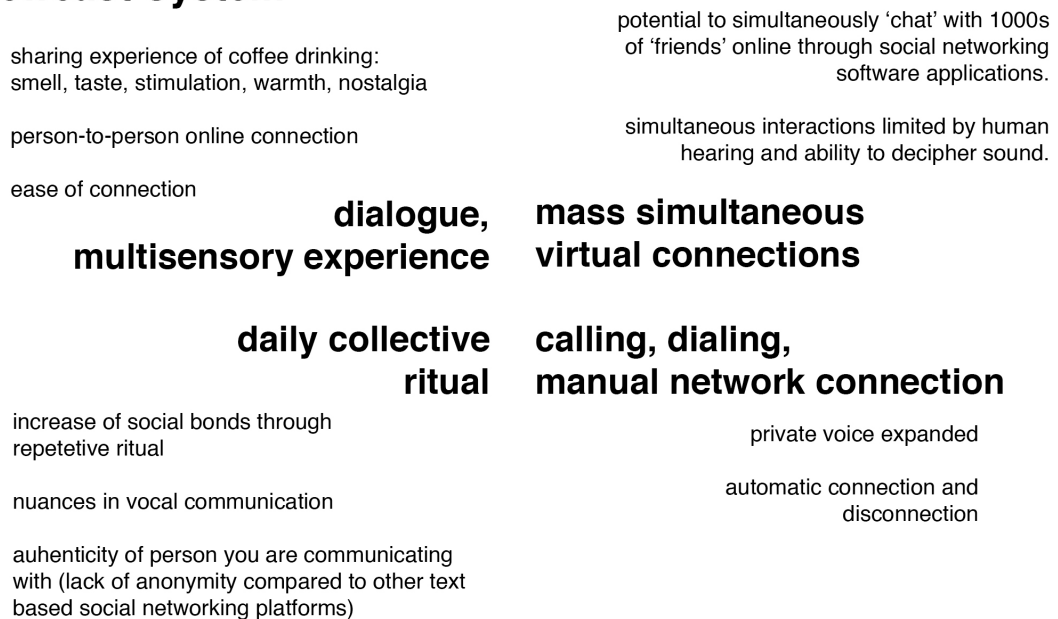 sharing experience of coffee drinking:
smell, taste, stimulation, warmth, nostalgia
person-to-person online connection
ease of connection
dialogue,
multisensory experience
potential to simultaneously ‘chat’ with 1000s
of ‘friends’ online through social networking
software applications.
simultaneous interactions limited by human
hearing and ability to decipher sound.
mass simultaneous
virtual connections
daily collective
ritual
increase of social bonds through
repetetive ritual
nuances in vocal communication
auhenticity of person you are communicating
with (lack of anonymity compared to other text
based social networking platforms)
calling, dialing,
manual network connection
private voice expanded
automatic connection and
disconnection